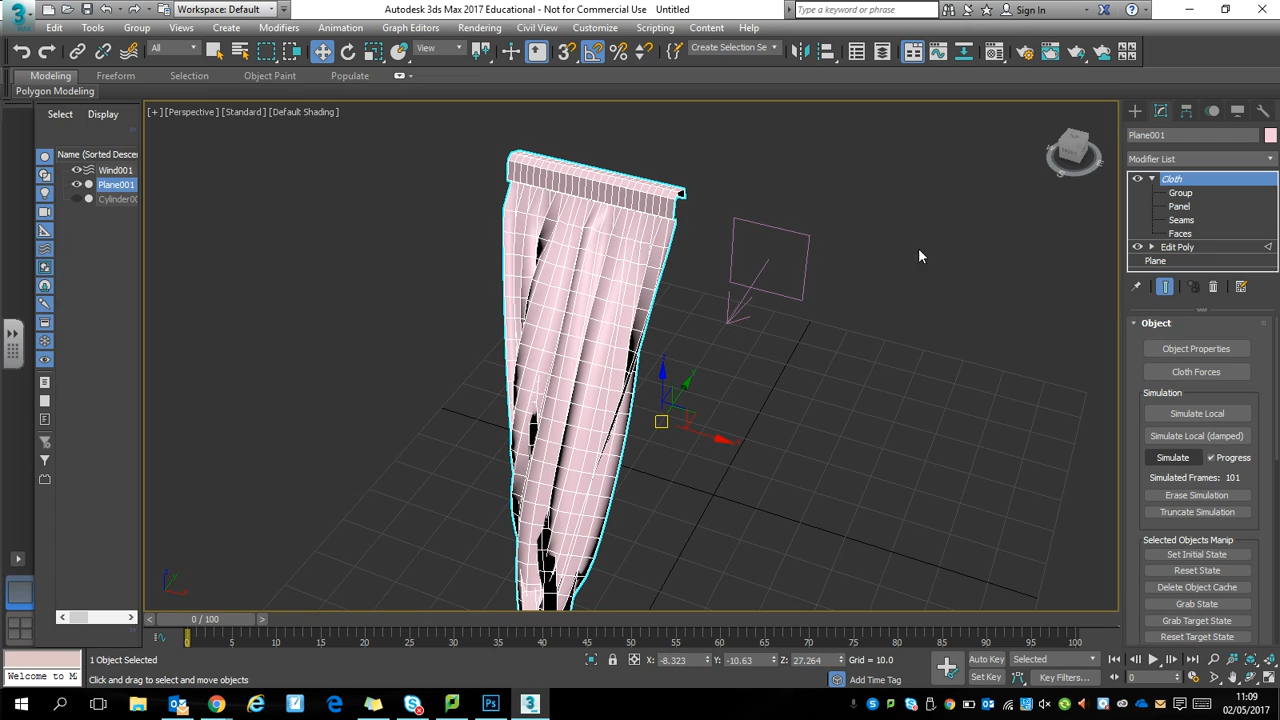 Workspace: Default
Autodesk 3ds Max 2017 Educational - Not for Commercial Use Untitled
Type a keyword or phrase
Sign In
MAX
Edit Tools Group Views Create Modifiers Animation Graph Editors Rendering Civil View Customize Scripting Content Help
All View Create Selection Se
Modeling Freeform Selection Object Paint Populate
Polygon Modeling
Select Display
Name (Sorted Descer
Wind001
Plane001
Cylinder00
[+] [Perspective] [Standard] [Default Shading]
Plane001
Modifier List
Cloth
Group
Panel
Seams
Faces
Edit Poly
Plane
Object
Object Properties
Cloth Forces
Simulation
Simulate Local
Simulate Local (damped)
Simulate Progress
Simulated Frames: 101
Erase Simulation
Truncate Simulation
Selected Objects Manip
Set Initial State
Reset State
Delete Object Cache
Grab State
Grab Target State
Reset Target State
0 / 100
0 5 10 15 20 25 30 35 40 45 50 55 60 65 70 75 80 85 90 95 100
1 Object Selected
X: -8.323 Y: -10.63 Z: 27.264 Grid = 10.0
Auto Key Selected
Welcome to M
Click and drag to select and move objects
Add Time Tag
Set Key Key Filters... 0
11:09
02/05/2017